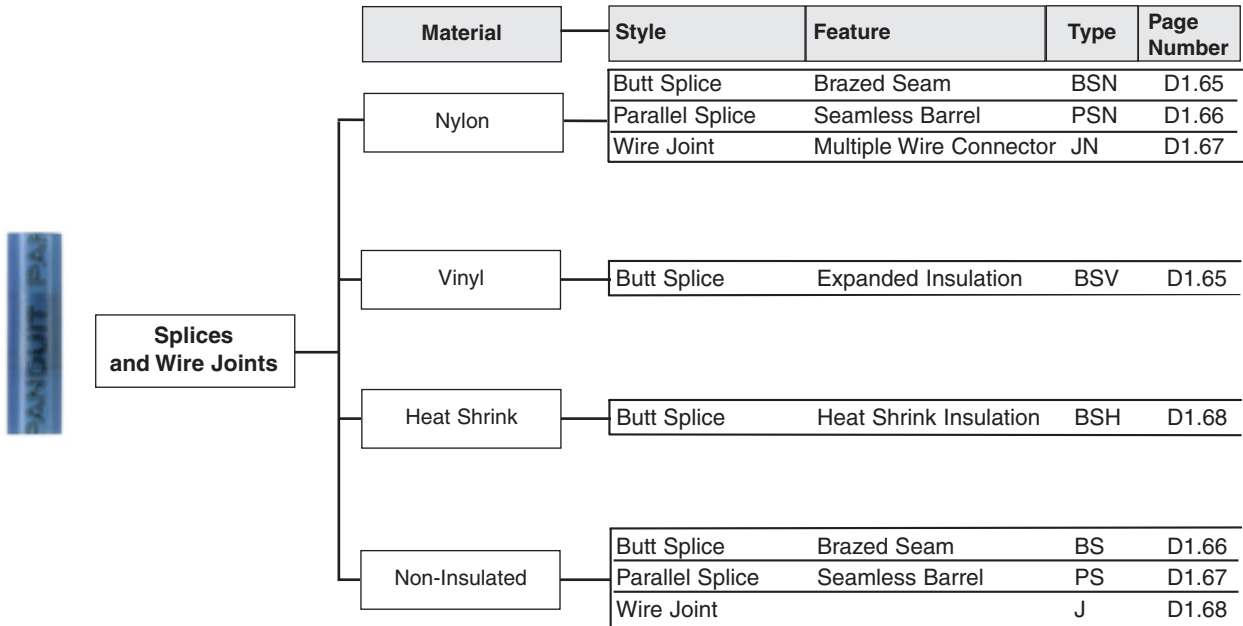 Material Style Feature Type Page Number
Nylon
Butt Splice Brazed Seam BSN D1.65
Parallel Splice Seamless Barrel PSN D1.66
Wire Joint Multiple Wire Connector JN D1.67
PANDUIT PAN
Vinyl
Butt Splice Expanded Insulation BSV D1.65
Splices
and Wire Joints
Heat Shrink
Butt Splice Heat Shrink Insulation BSH D1.68
Non-Insulated
Butt Splice Brazed Seam BS D1.66
Parallel Splice Seamless Barrel PS D1.67
Wire Joint J D1.68